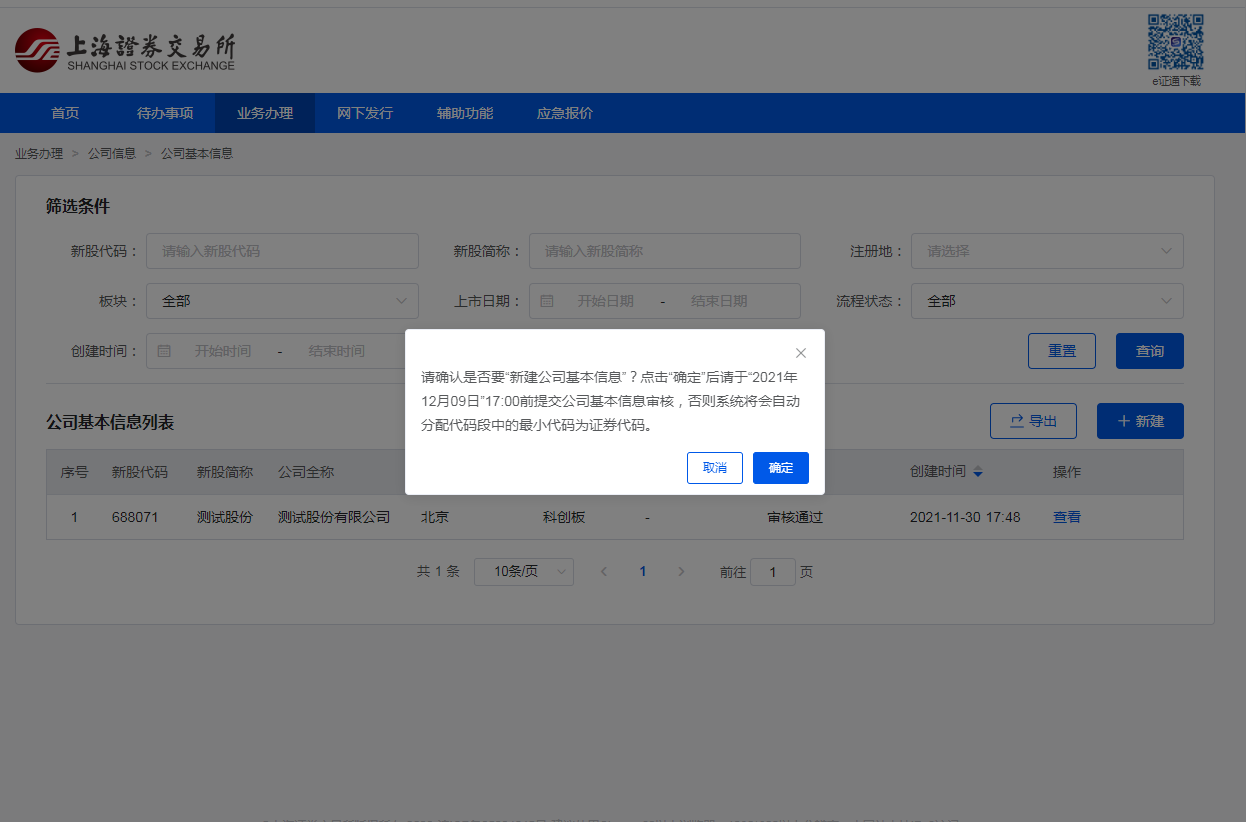 上海證券交易所
SHANGHAI STOCK EXCHANGE
e证通下载
首页 待办事项 业务办理 网下发行 辅助功能 应急报价
业务办理 > 公司信息 > 公司基本信息
筛选条件
新股代码： 请输入新股代码 新股简称： 请输入新股简称 注册地： 请选择
板块： 全部 上市日期： 开始日期 - 结束日期 流程状态： 全部
创建时间： 开始时间 - 结束时间 重置 查询
请确认是否要“新建公司基本信息”？点击“确定”后请于“2021年
12月09日”17:00前提交公司基本信息审核，否则系统将会自动
分配代码段中的最小代码为证券代码。
取消 确定
公司基本信息列表 导出 新建
序号 新股代码 新股简称 公司全称 创建时间 操作
1 688071 测试股份 测试股份有限公司 北京 科创板 - 审核通过 2021-11-30 17:48 查看
共 1 条 10条/页 1 前往 1 页